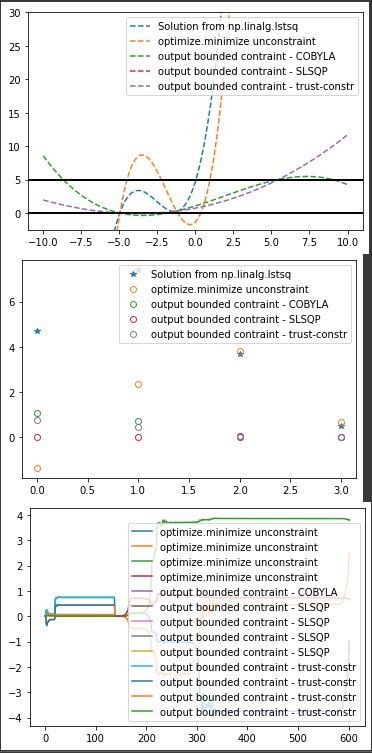 30
25
20
15
10
5
0
Solution from np.linalg.lstsq
optimize.minimize unconstraint
output bounded contraint - COBYLA
output bounded contraint - SLSQP
output bounded contraint - trust-constr
−10.0 −7.5 −5.0 −2.5 0.0 2.5 5.0 7.5 10.0
6
4
2
0
Solution from np.linalg.lstsq
optimize.minimize unconstraint
output bounded contraint - COBYLA
output bounded contraint - SLSQP
output bounded contraint - trust-constr
0.0 0.5 1.0 1.5 2.0 2.5 3.0
4
3
2
1
0
−1
−2
−3
−4
optimize.minimize unconstraint
optimize.minimize unconstraint
optimize.minimize unconstraint
optimize.minimize unconstraint
output bounded contraint - COBYLA
output bounded contraint - SLSQP
output bounded contraint - SLSQP
output bounded contraint - SLSQP
output bounded contraint - SLSQP
output bounded contraint - trust-constr
output bounded contraint - trust-constr
output bounded contraint - trust-constr
output bounded contraint - trust-constr
0 100 200 300 400 500 600